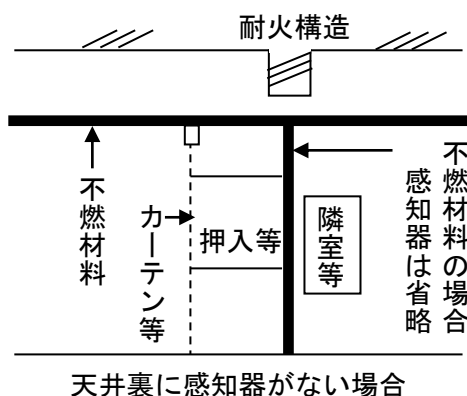 耐火構造
不燃材料
カーテン等
押入等
隣室等
不燃材料の場合
感知器は省略
天井裏に感知器がない場合